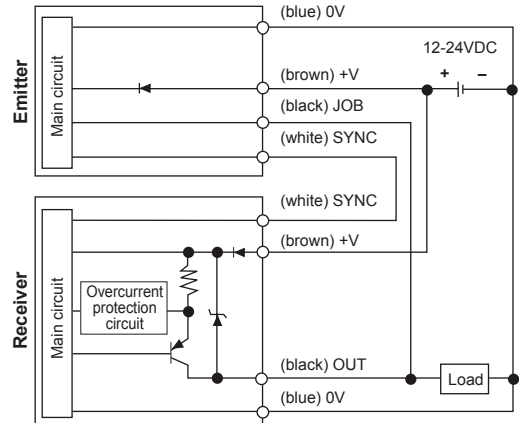 (blue) 0V
12-24VDC
+ −
(brown) +V
(black) JOB
(white) SYNC
Emitter
Main circuit
(white) SYNC
(brown) +V
Overcurrent
protection
circuit
Receiver
Main circuit
(black) OUT
Load
(blue) 0V